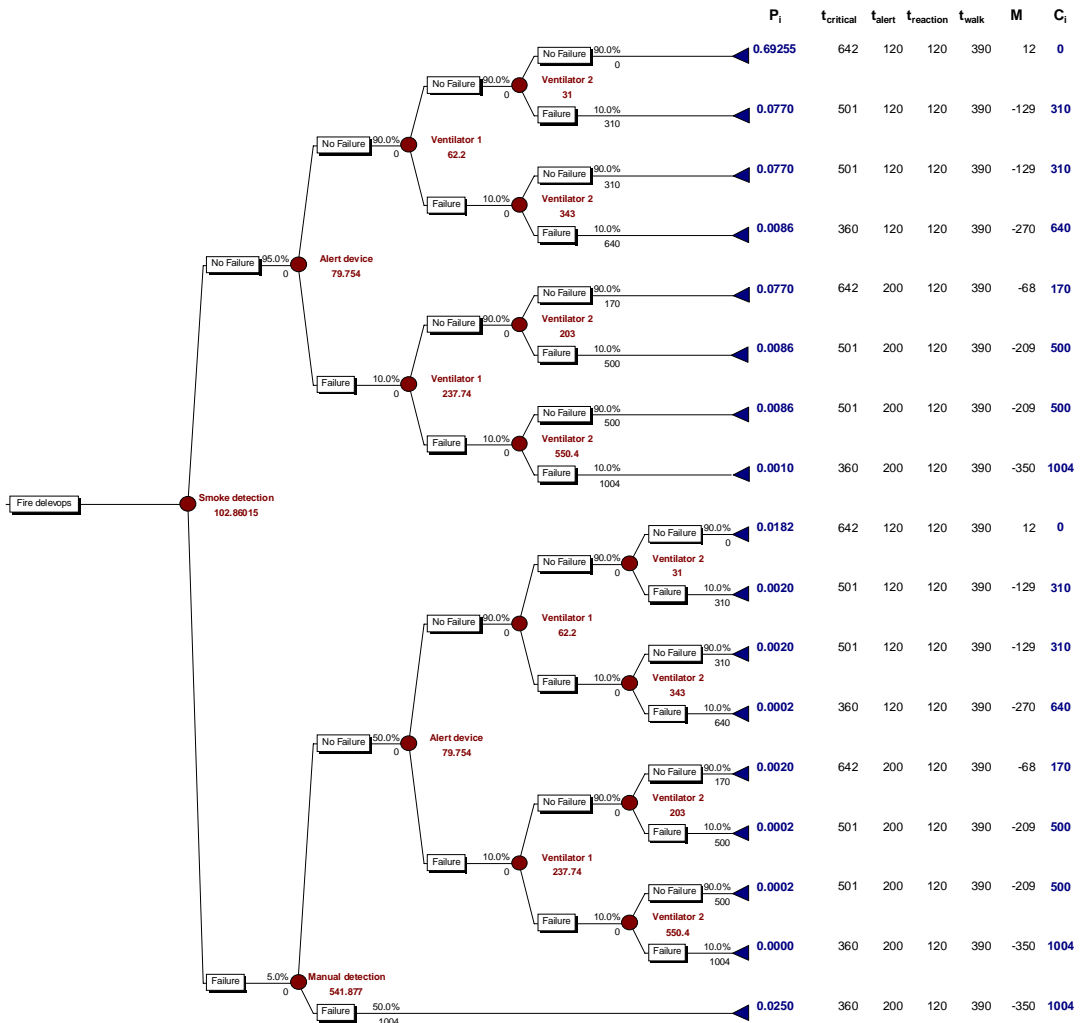 P_i t_critical t_alert t_reaction t_walk M C_i
No Failure 90.0% 0 0.69255 642 120 120 390 12 0
No Failure 90.0% 0 Ventilator 2 31
Failure 10.0% 310 0.0770 501 120 120 390 -129 310
No Failure 90.0% 0 Ventilator 1 62.2
No Failure 90.0% 310 0.0770 501 120 120 390 -129 310
Failure 10.0% 0 Ventilator 2 343
Failure 10.0% 640 0.0086 360 120 120 390 -270 640
No Failure 95.0% 0 Alert device 79.754
No Failure 90.0% 170 0.0770 642 200 120 390 -68 170
No Failure 90.0% 0 Ventilator 2 203
Failure 10.0% 500 0.0086 501 200 120 390 -209 500
Failure 10.0% 0 Ventilator 1 237.74
No Failure 90.0% 500 0.0086 501 200 120 390 -209 500
Failure 10.0% 0 Ventilator 2 550.4
Failure 10.0% 1004 0.0010 360 200 120 390 -350 1004
Fire delevops Smoke detection 102.86015
No Failure 90.0% 0 0.0182 642 120 120 390 12 0
No Failure 90.0% 0 Ventilator 2 31
Failure 10.0% 310 0.0020 501 120 120 390 -129 310
No Failure 90.0% 0 Ventilator 1 62.2
No Failure 90.0% 310 0.0020 501 120 120 390 -129 310
Failure 10.0% 0 Ventilator 2 343
Failure 10.0% 640 0.0002 360 120 120 390 -270 640
No Failure 50.0% 0 Alert device 79.754
No Failure 90.0% 170 0.0020 642 200 120 390 -68 170
No Failure 90.0% 0 Ventilator 2 203
Failure 10.0% 500 0.0002 501 200 120 390 -209 500
Failure 10.0% 0 Ventilator 1 237.74
No Failure 90.0% 500 0.0002 501 200 120 390 -209 500
Failure 10.0% 0 Ventilator 2 550.4
Failure 10.0% 1004 0.0000 360 200 120 390 -350 1004
Failure 5.0% 0 Manual detection 541.877
Failure 50.0% 1004 0.0250 360 200 120 390 -350 1004